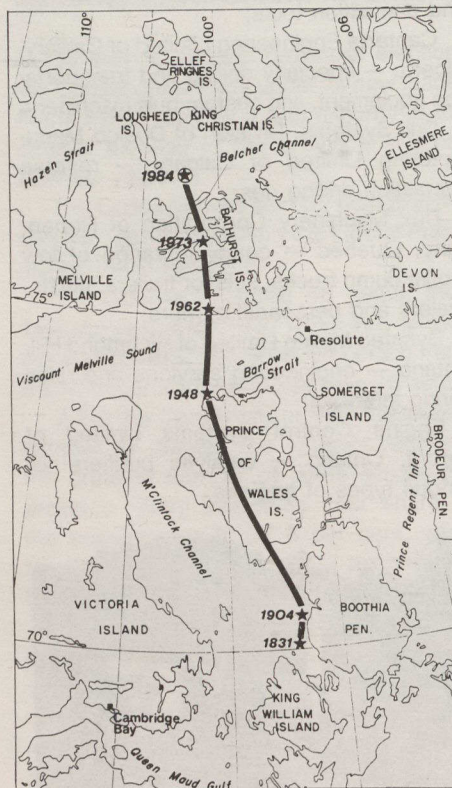 110°
100°
90°
ELLEF
RINGNES
IS.
LOUGHEED
IS.
KING
CHRISTIAN IS.
Hazen Strait
Belcher Channel
ELLESMERE
ISLAND
1984
BATHURST IS.
1973
MELVILLE
ISLAND
DEVON
IS.
75°
1962
Resolute
Viscount Melville Sound
Barrow
Strait
1948
SOMERSET
ISLAND
PRINCE
OF
WALES
IS.
BRODEUR
PEN.
Prince Regent Inlet
M'Clintock Channel
VICTORIA
ISLAND
1904
BOOTHIA
PEN.
70°
1831
KING
WILLIAM
ISLAND
Cambridge
Bay
Queen Maud Gulf